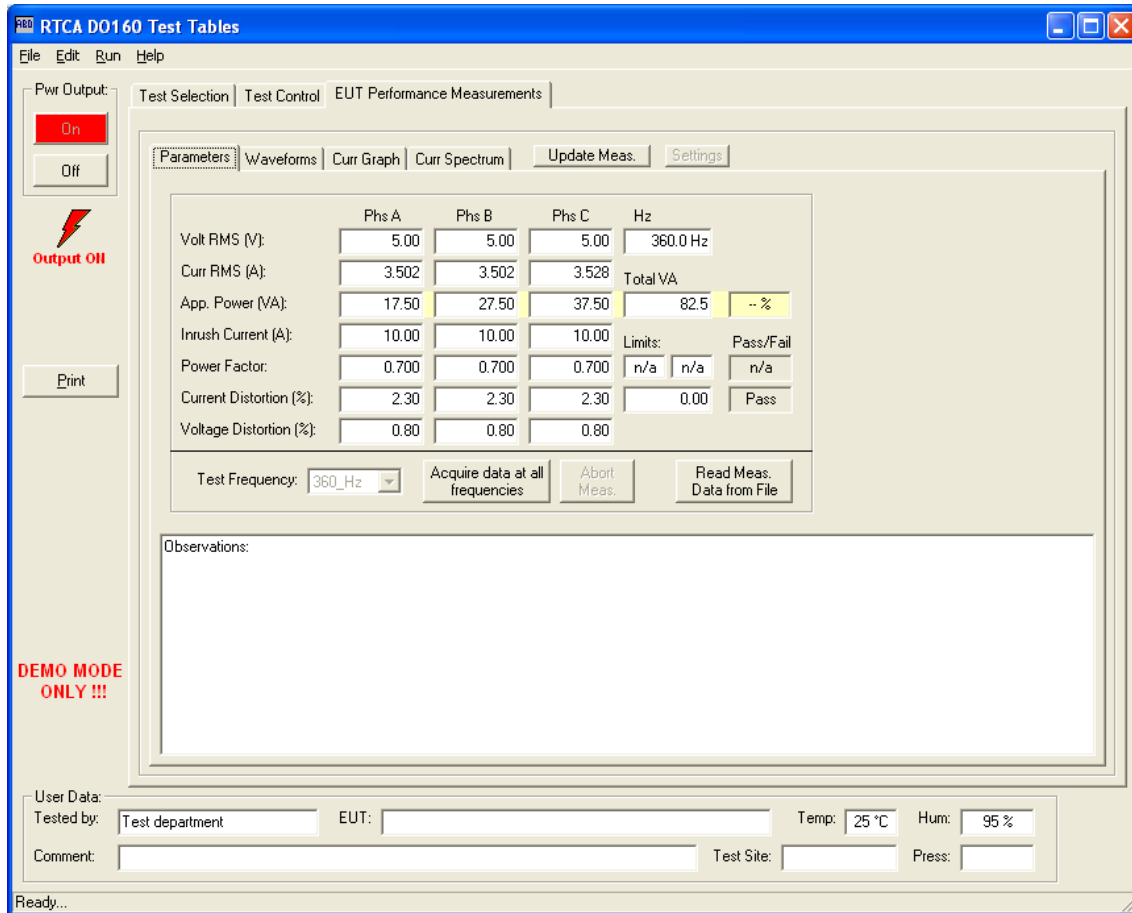 RTCA DO160 Test Tables
File Edit Run Help
Pwr Output:
On
Off
Output ON
Print
DEMO MODE
ONLY !!!
Test Selection Test Control EUT Performance Measurements
Parameters Waveforms Curr Graph Curr Spectrum Update Meas. Settings
Phs A Phs B Phs C Hz
Volt RMS (V): 5.00 5.00 5.00 360.0 Hz
Curr RMS (A): 3.502 3.502 3.528 Total VA
App. Power (VA): 17.50 27.50 37.50 82.5 -- %
Inrush Current (A): 10.00 10.00 10.00 Limits: Pass/Fail
Power Factor: 0.700 0.700 0.700 n/a n/a n/a
Current Distortion (%): 2.30 2.30 2.30 0.00 Pass
Voltage Distortion (%): 0.80 0.80 0.80
Test Frequency: 360_Hz
Acquire data at all
frequencies
Abort
Meas.
Read Meas.
Data from File
Observations:
User Data:
Tested by: Test department EUT: Temp: 25 °C Hum: 95 %
Comment: Test Site: Press:
Ready...